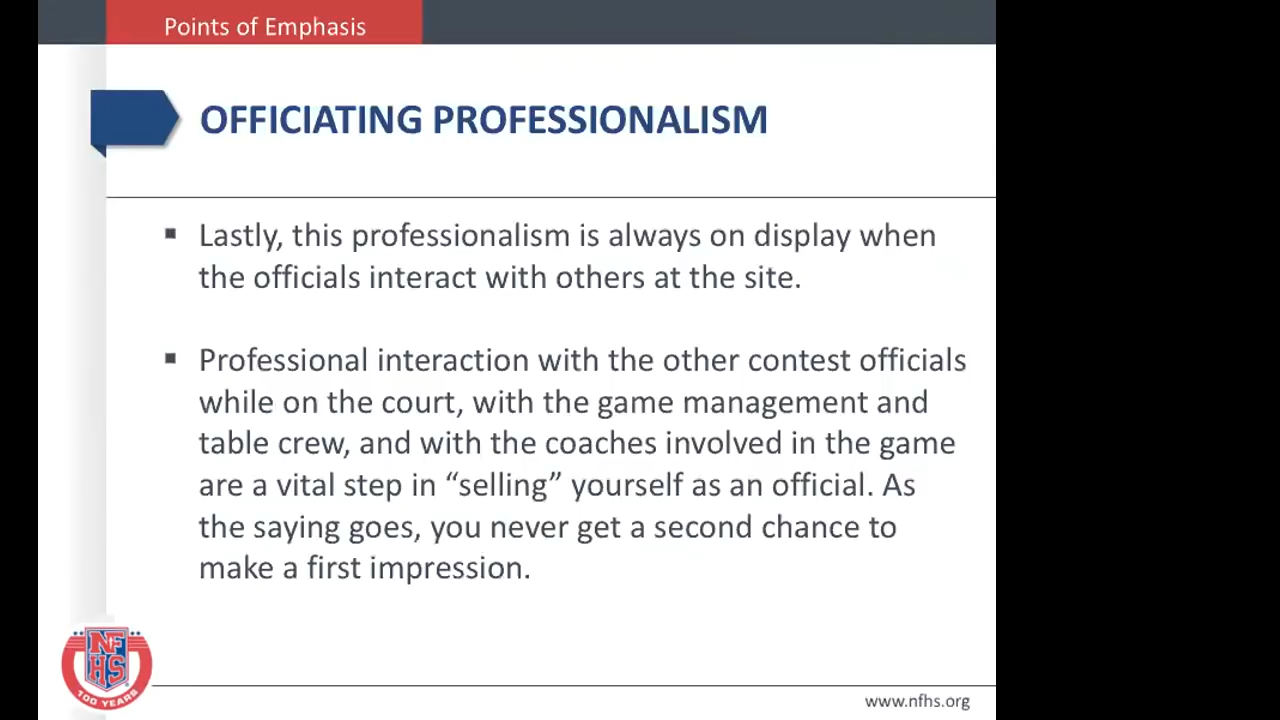 Points of Emphasis
OFFICIATING PROFESSIONALISM
▪ Lastly, this professionalism is always on display when
the officials interact with others at the site.
▪ Professional interaction with the other contest officials
while on the court, with the game management and
table crew, and with the coaches involved in the game
are a vital step in “selling” yourself as an official. As
the saying goes, you never get a second chance to
make a first impression.
NF
HS
100 YEARS
www.nfhs.org